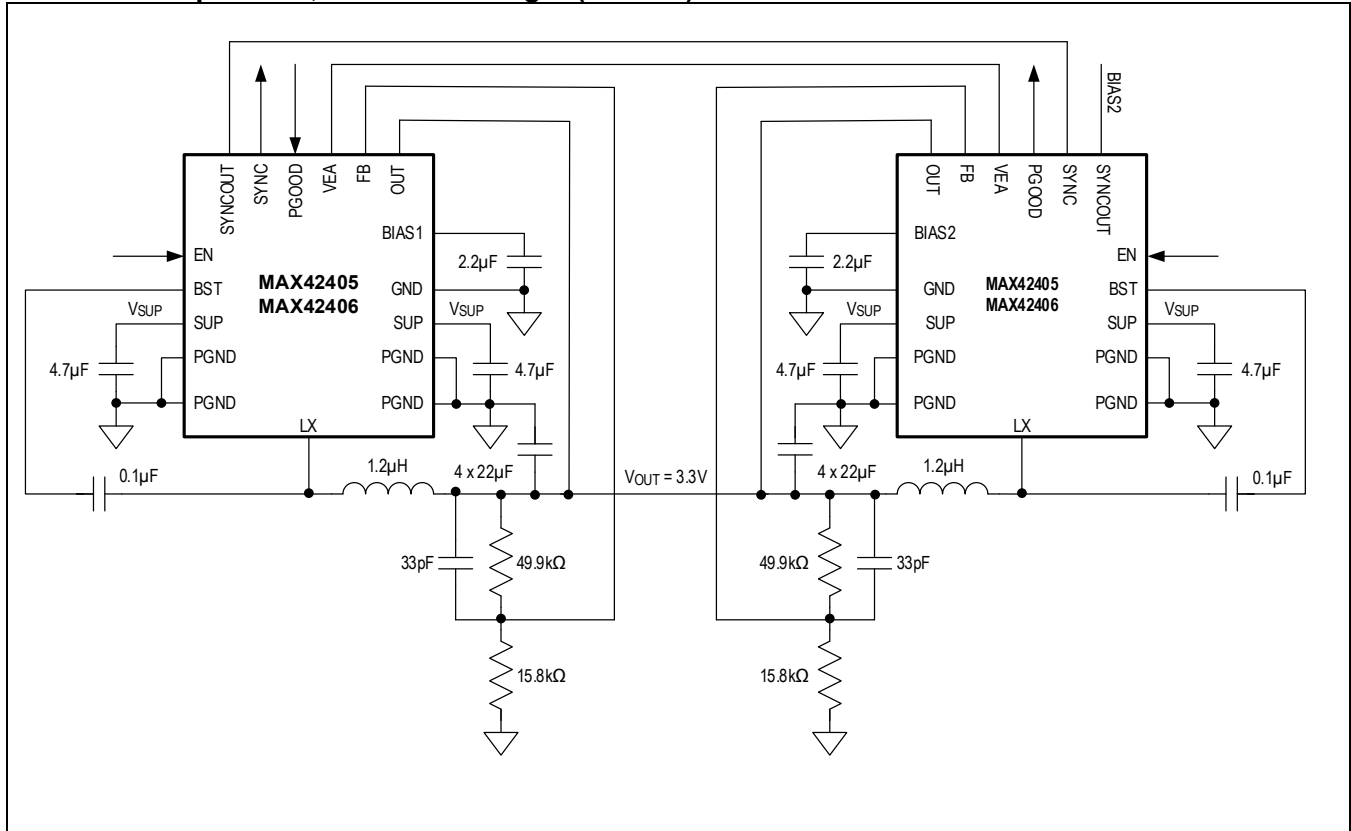 BIAS2
SYNCOUT
SYNC
PGOOD
VEA
FB
OUT
OUT
FB
VEA
PGOOD
SYNC
SYNCOUT
BIAS1
BIAS2
EN
EN
2.2µF
2.2µF
MAX42405
MAX42406
MAX42405
MAX42406
BST
GND
GND
BST
VSUP
VSUP
VSUP
VSUP
SUP
SUP
SUP
SUP
4.7µF
PGND
PGND
4.7µF
4.7µF
PGND
PGND
4.7µF
PGND
PGND
PGND
PGND
LX
LX
0.1µF
1.2µH
4 x 22µF
VOUT = 3.3V
4 x 22µF
1.2µH
0.1µF
33pF
49.9kΩ
49.9kΩ
33pF
15.8kΩ
15.8kΩ